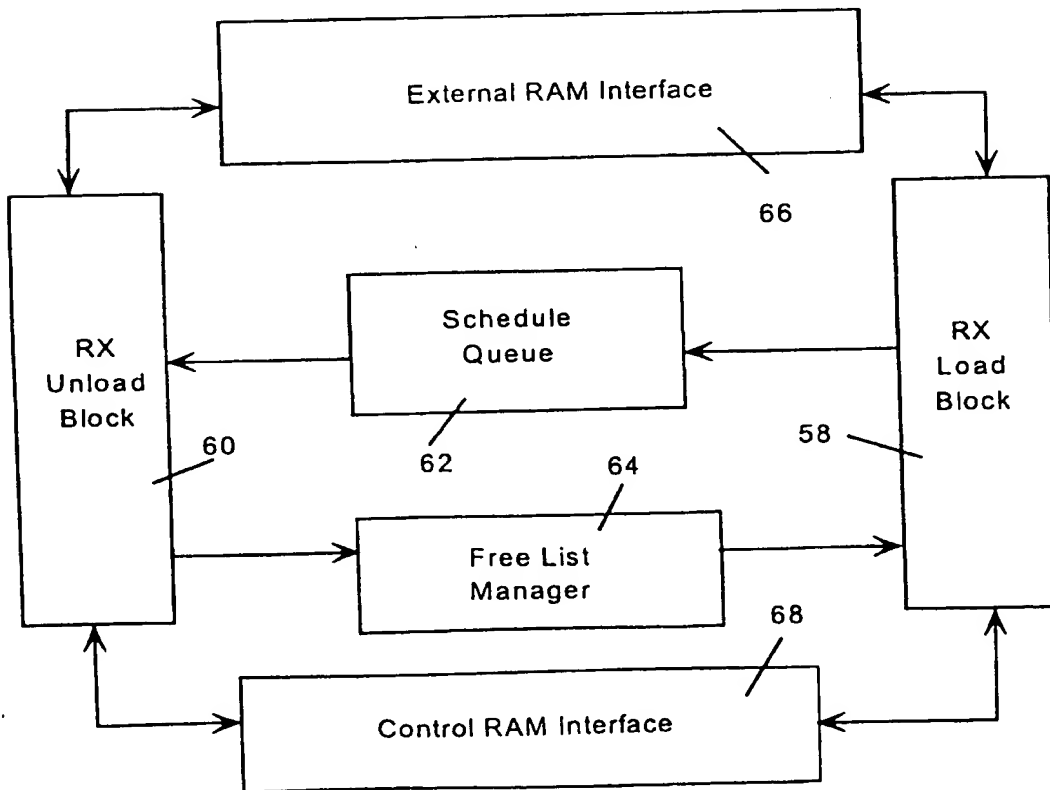 External RAM Interface
66
Schedule
Queue
62
RX
Unload
Block
60
RX
Load
Block
58
64
Free List
Manager
68
Control RAM Interface